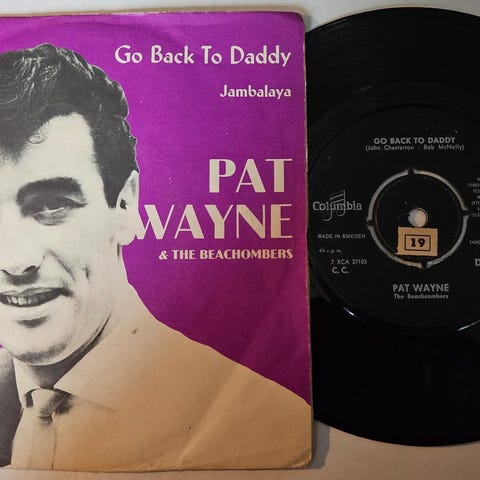 Go Back To Daddy
Jambalaya
PAT
WAYNE
& THE BEACHOMBERS
GO BACK TO DADDY
(John Chesterton - Bob McNally)
Columbia
MADE IN SWEDEN
45 r.p.m.
7 XCA 27103
C. C.
19
PAT WAYNE
The Beachcombers